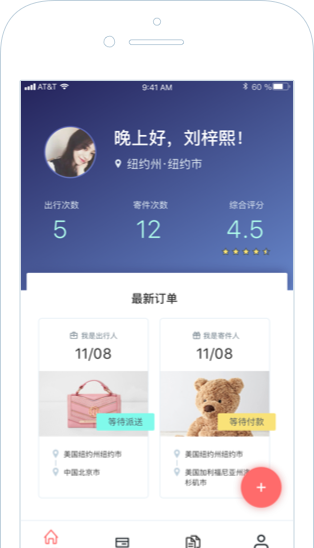 AT&T
9:41 AM
60 %
晚上好，刘梓熙！
纽约州·纽约市
出行次数
寄件次数
综合评分
5
12
4.5
最新订单
我是出行人
11/08
等待派送
美国纽约州纽约市
中国北京市
我是寄件人
11/08
等待付款
美国纽约州纽约市
美国加利福尼亚州洛
杉矶市
+